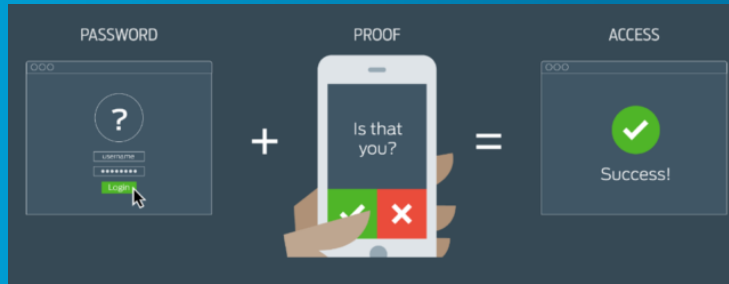 PASSWORD
PROOF
ACCESS
?
username
Login
Is that
you?
+
=
Success!